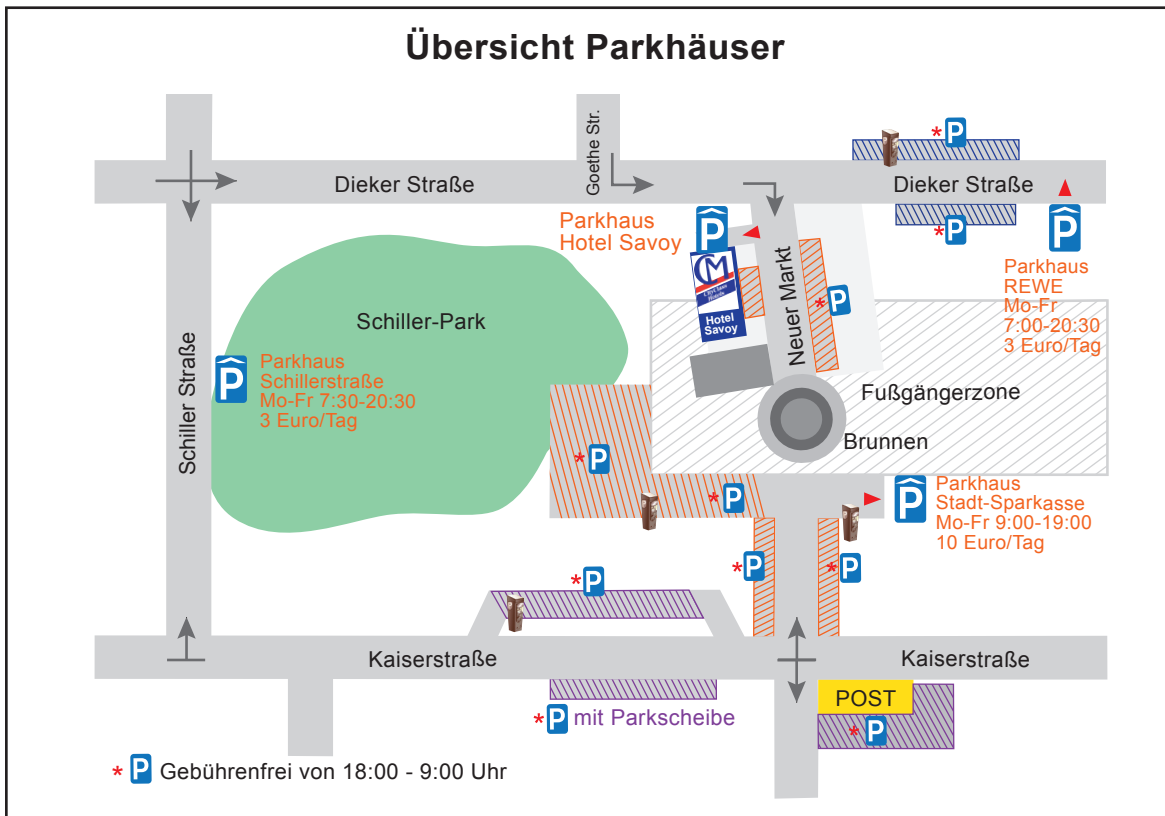 Übersicht Parkhäuser
Goethe Str.
*P
Dieker Straße
Dieker Straße
*P
Parkhaus
Hotel Savoy
P
CM
Hotel
Savoy
Neuer Markt
*P
P
Parkhaus
REWE
Mo-Fr
7:00-20:30
3 Euro/Tag
Schiller-Park
Schiller Straße
P
Parkhaus
Schillerstraße
Mo-Fr 7:30-20:30
3 Euro/Tag
Fußgängerzone
Brunnen
*P
*P
P
Parkhaus
Stadt-Sparkasse
Mo-Fr 9:00-19:00
10 Euro/Tag
*P
*P
*P
Kaiserstraße
Kaiserstraße
POST
*P
*P mit Parkscheibe
*P Gebührenfrei von 18:00 - 9:00 Uhr